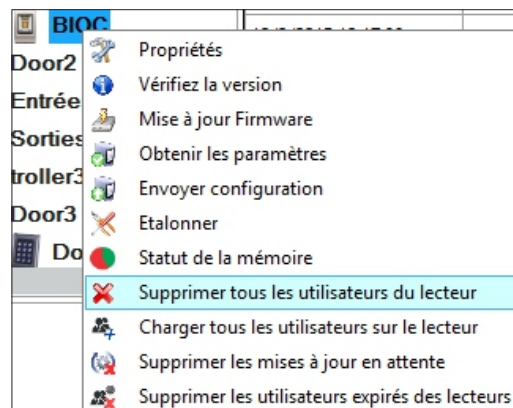 BIOC
Door2
Entrée
Sorties
troller3
Door3
Do
Propriétés
Vérifiez la version
Mise à jour Firmware
Obtenir les paramètres
Envoyer configuration
Etalonner
Statut de la mémoire
Supprimer tous les utilisateurs du lecteur
Charger tous les utilisateurs sur le lecteur
Supprimer les mises à jour en attente
Supprimer les utilisateurs expirés des lecteurs